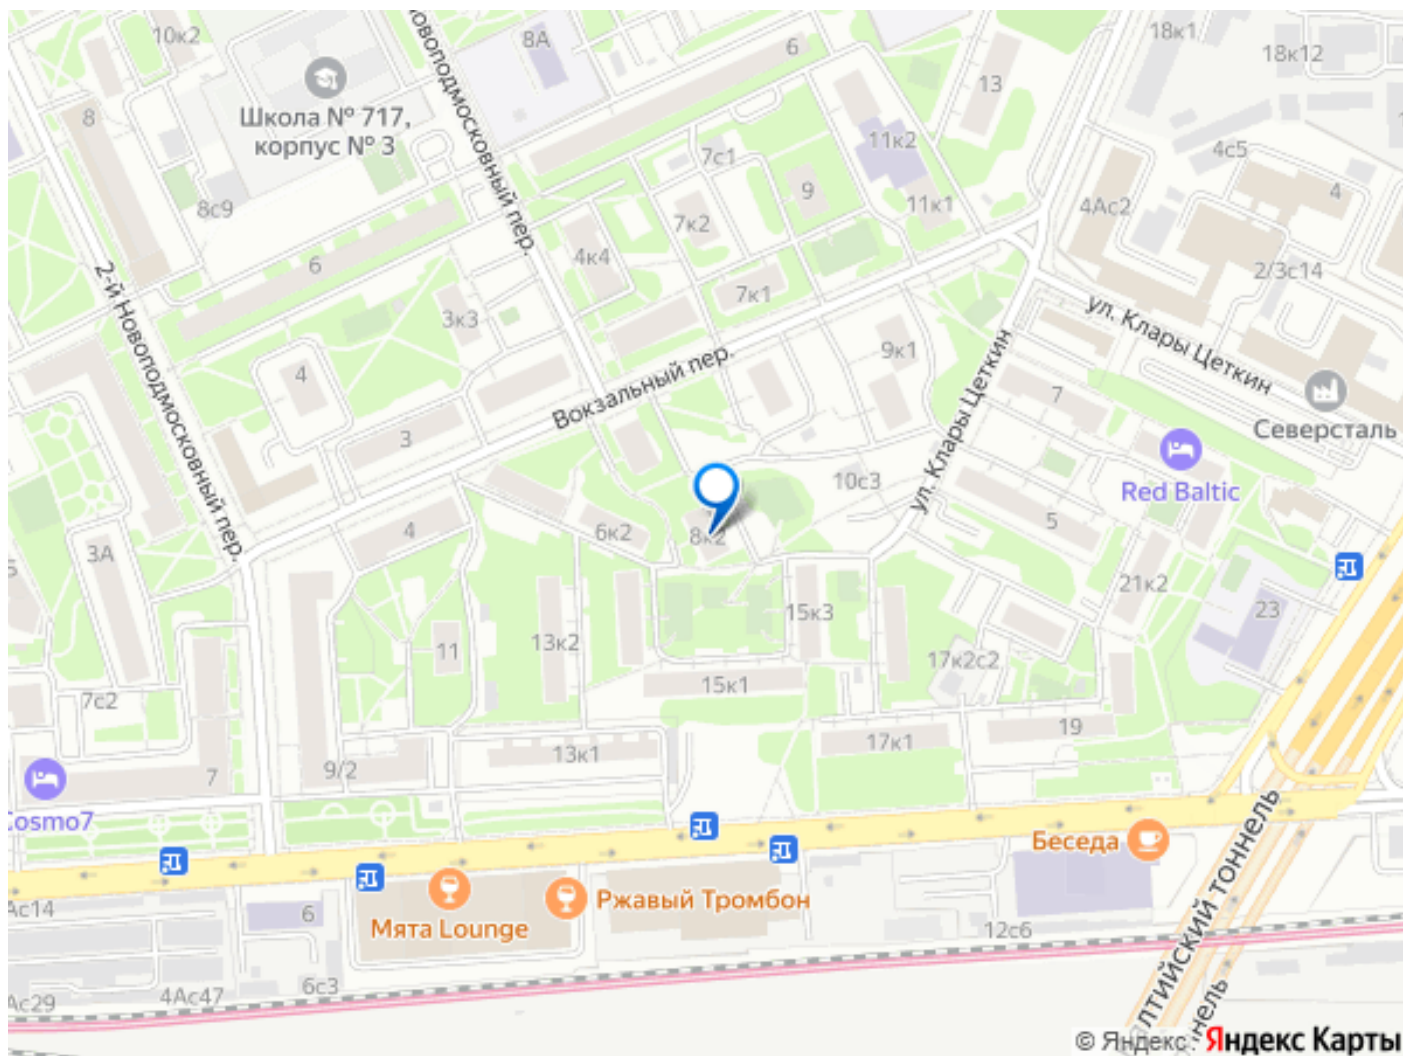 10к2
8А
6
13
18к1
18к12
Школа № 717,
корпус № 3
8
Новоподмосковный пер.
11к2
4с5
4
7с1
9
11к1
4Ас2
8с9
7к2
6
4к4
2/3с14
7к1
3к3
2-й Новоподмосковный пер.
ул. Клары Цеткин
9к1
ул. Клары Цеткин
Вокзальный пер.
4
7
Северсталь
3
10с3
Red Baltic
5
4
6к2
8к2
3А
21к2
15к3
23
13к2
11
17к2с2
15к1
7с2
19
17к1
13к1
9/2
7
Cosmo7
Беседа
Балтийский тоннель
Ас14
6
Мята Lounge
Ржавый Тромбон
12с6
6с3
4Ас47
Ас29
© Яндекс Яндекс Карты